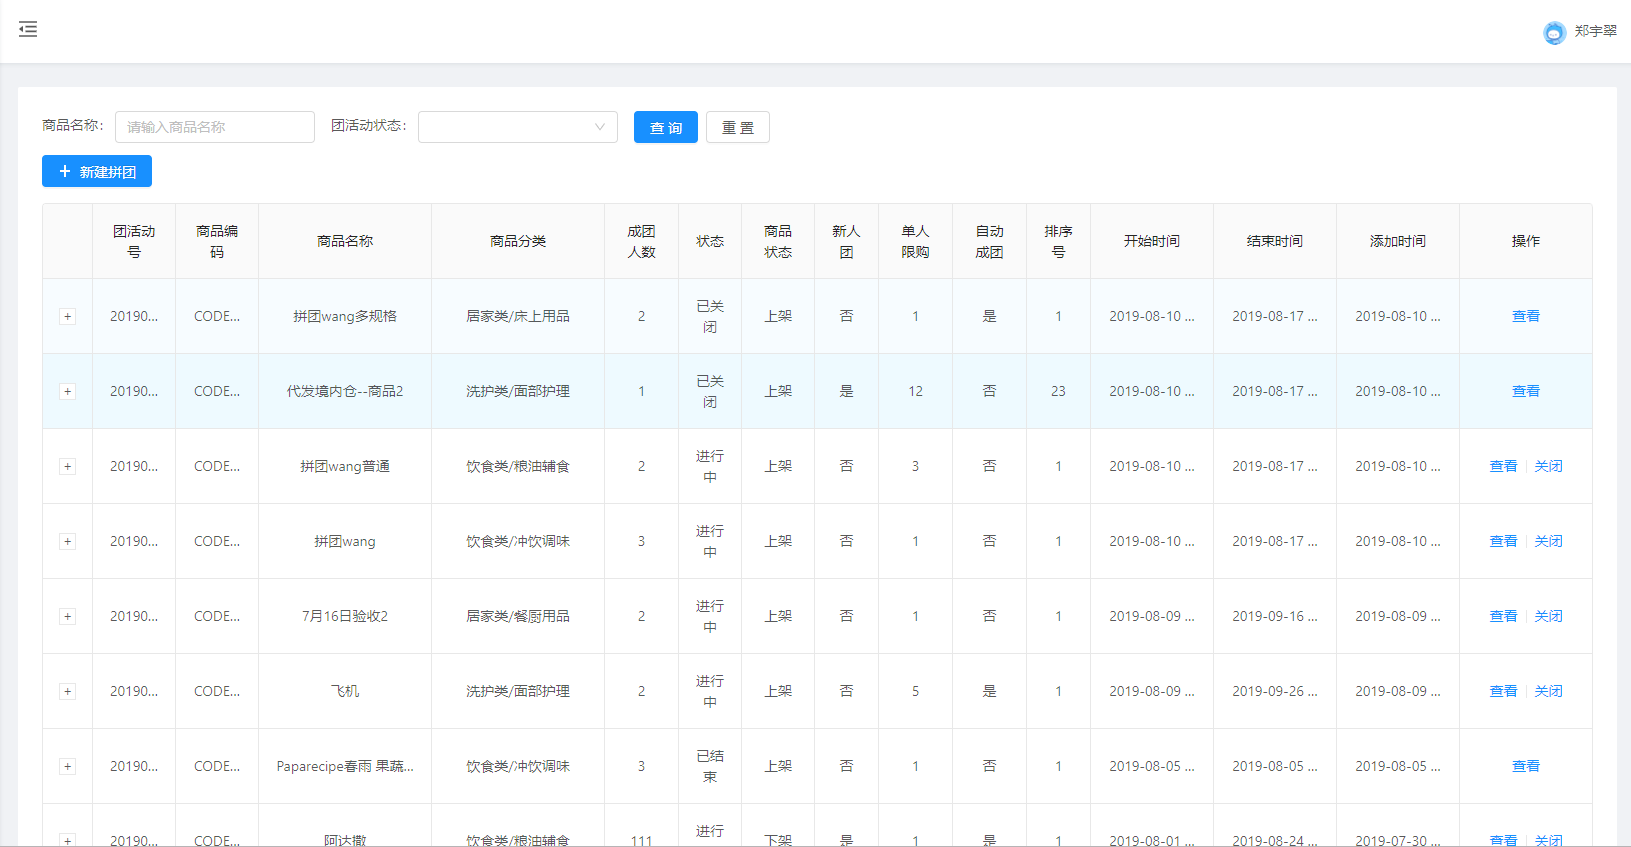 郑宇翠
商品名称: 请输入商品名称 团活动状态: 查 询 重 置
+ 新建拼团
团活动号 商品编码 商品名称 商品分类 成团人数 状态 商品状态 新人团 单人限购 自动成团 排序号 开始时间 结束时间 添加时间 操作
+ 20190... CODE... 拼团wang多规格 居家类/床上用品 2 已关闭 上架 否 1 是 1 2019-08-10 ... 2019-08-17 ... 2019-08-10 ... 查看
+ 20190... CODE... 代发境内仓--商品2 洗护类/面部护理 1 已关闭 上架 是 12 否 23 2019-08-10 ... 2019-08-17 ... 2019-08-10 ... 查看
+ 20190... CODE... 拼团wang普通 饮食类/粮油辅食 2 进行中 上架 否 3 否 1 2019-08-10 ... 2019-08-17 ... 2019-08-10 ... 查看 关闭
+ 20190... CODE... 拼团wang 饮食类/冲饮调味 3 进行中 上架 否 1 否 1 2019-08-10 ... 2019-08-17 ... 2019-08-10 ... 查看 关闭
+ 20190... CODE... 7月16日验收2 居家类/餐厨用品 2 进行中 上架 否 1 否 1 2019-08-09 ... 2019-09-16 ... 2019-08-09 ... 查看 关闭
+ 20190... CODE... 飞机 洗护类/面部护理 2 进行中 上架 否 5 是 1 2019-08-09 ... 2019-09-26 ... 2019-08-09 ... 查看 关闭
+ 20190... CODE... Paparecipe春雨 果蔬... 饮食类/冲饮调味 3 已结束 上架 否 1 否 1 2019-08-05 ... 2019-08-05 ... 2019-08-05 ... 查看
+ 20190... CODE... 阿达撒 饮食类/粮油辅食 111 进行 下架 是 1 是 1 2019-08-01 ... 2019-08-24 ... 2019-07-30 ... 查看 关闭